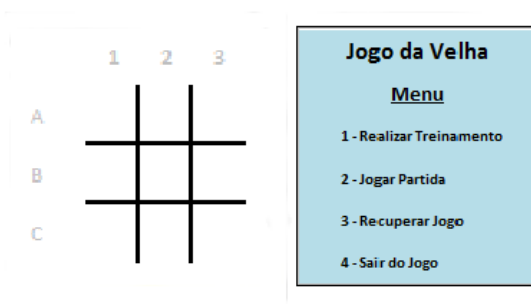 1 2 3
A
B
C
Jogo da Velha
Menu
1 - Realizar Treinamento
2 - Jogar Partida
3 - Recuperar Jogo
4 - Sair do Jogo